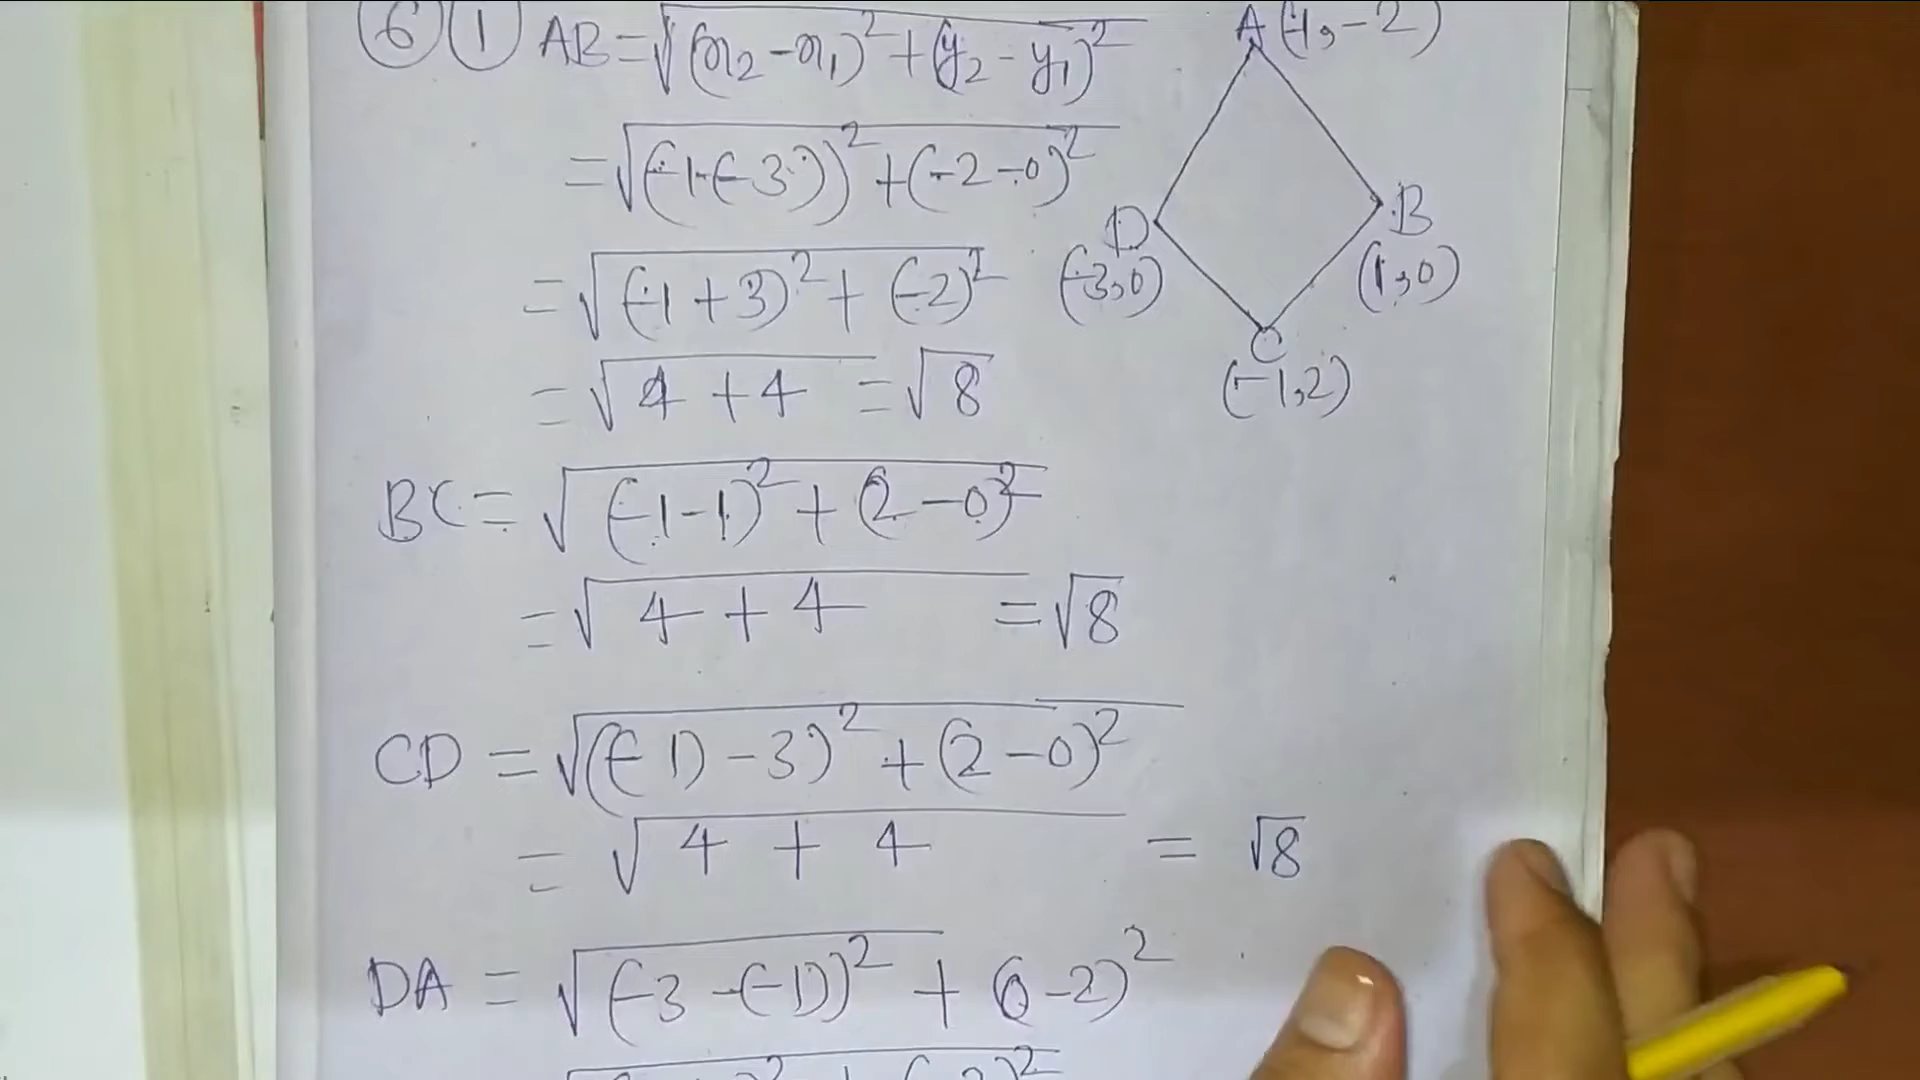 6 1 AB = √(x₂ - x₁)² + (y₂ - y₁)²
= √(-1-(-3))² + (-2-0)²
= √(-1+3)² + (-2)²
= √4 + 4 = √8
BC = √(-1-1)² + (2-0)²
= √4 + 4 = √8
CD = √((-1)-3)² + (2-0)²
= √4 + 4 = √8
DA = √(-3-(-1))² + (0-2)²
A (-1, -2)
D
(-3, 0)
B
(1, 0)
C
(-1, 2)